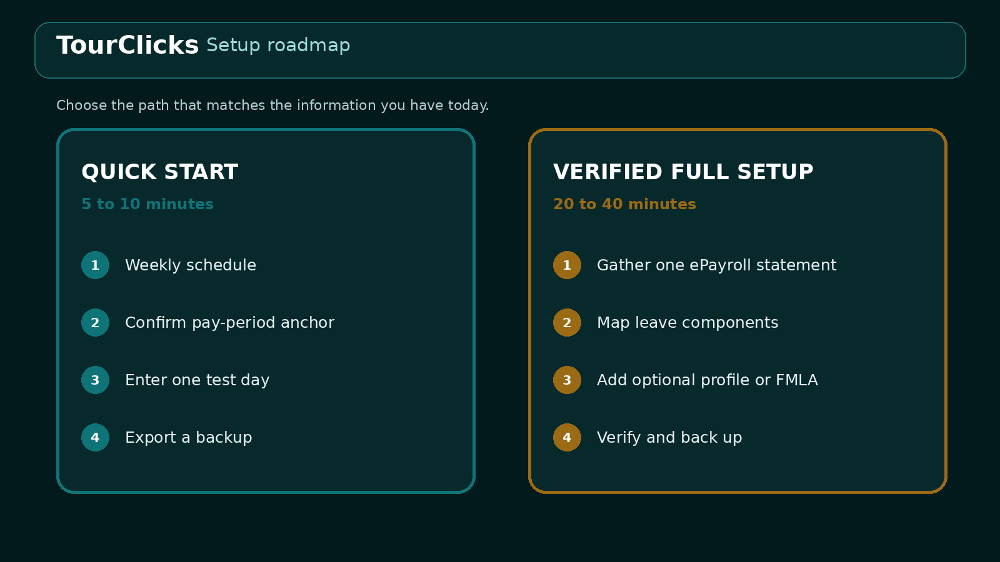 TourClicks Setup roadmap
Choose the path that matches the information you have today.
QUICK START
5 to 10 minutes
1 Weekly schedule
2 Confirm pay-period anchor
3 Enter one test day
4 Export a backup
VERIFIED FULL SETUP
20 to 40 minutes
1 Gather one ePayroll statement
2 Map leave components
3 Add optional profile or FMLA
4 Verify and back up